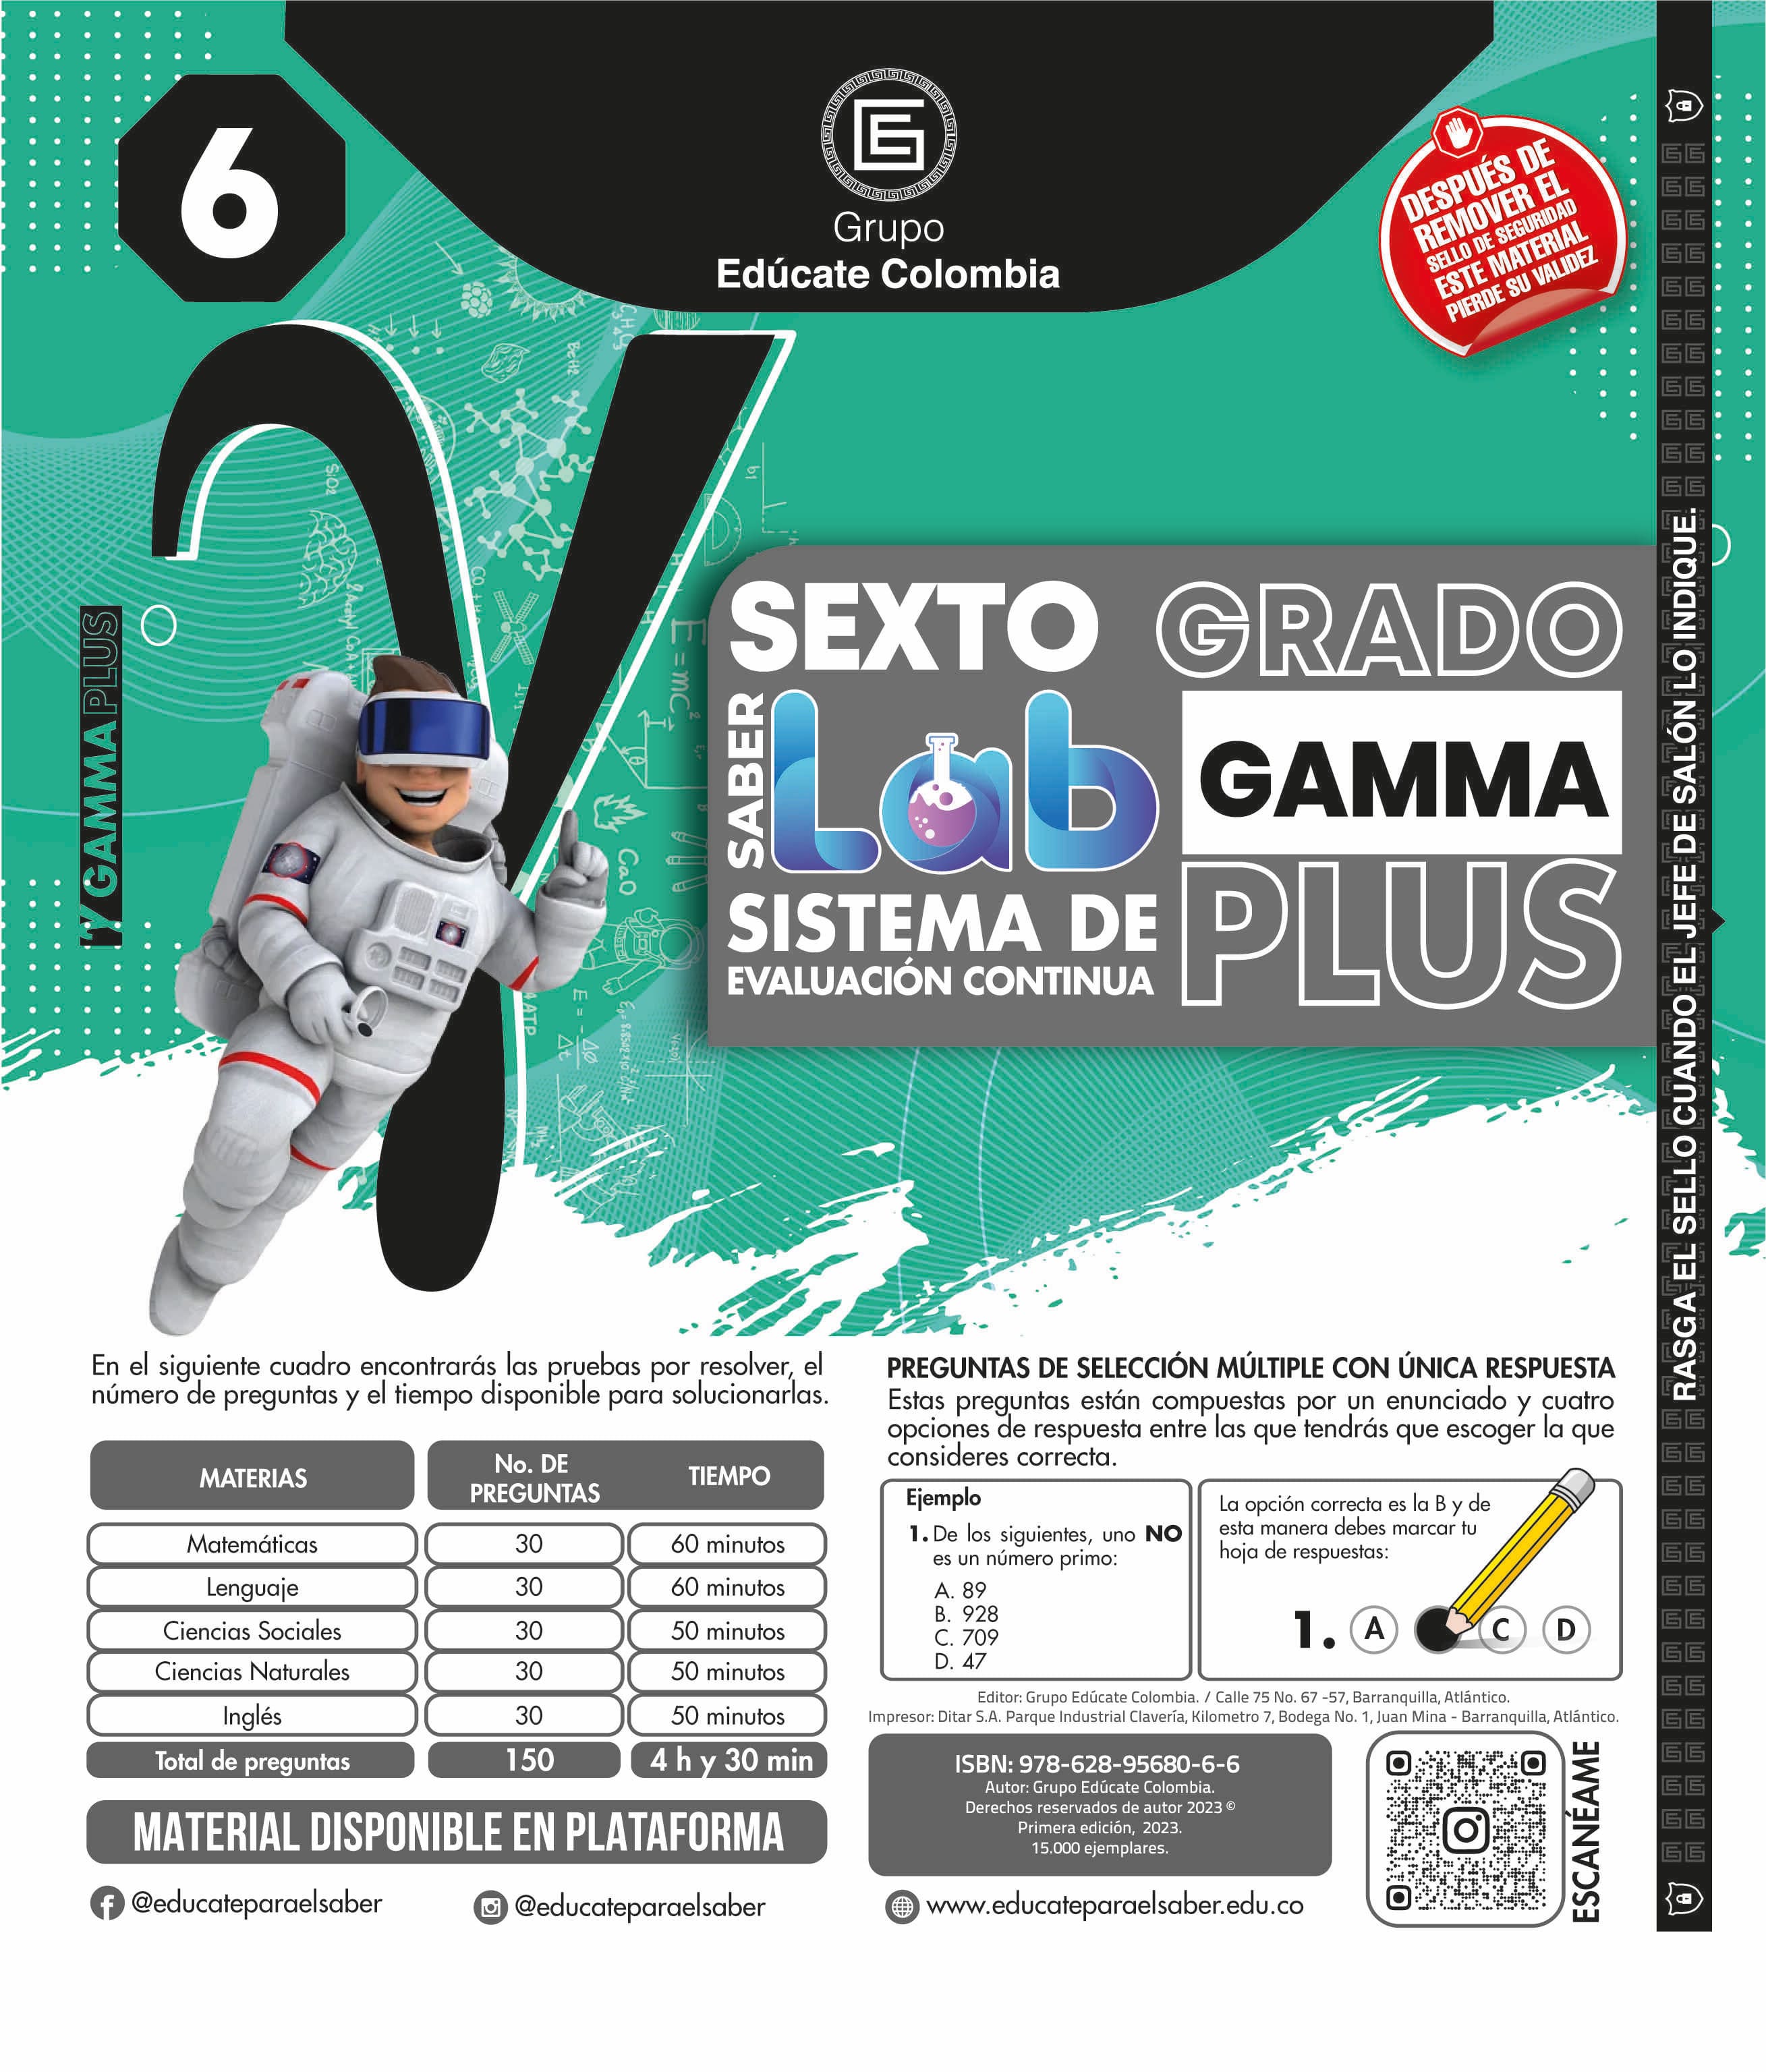 6
Grupo
Edúcate Colombia
DESPUÉS DE
REMOVER EL
SELLO DE SEGURIDAD
ESTE MATERIAL
PIERDE SU VALIDEZ
γ GAMMA PLUS
SEXTO GRADO
SABER
Lab
GAMMA
PLUS
SISTEMA DE
EVALUACIÓN CONTINUA
RASGA EL SELLO CUANDO EL JEFE DE SALÓN LO INDIQUE.
SiO2
BeH2
E=mc²
CaO
ATP
En el siguiente cuadro encontrarás las pruebas por resolver, el
número de preguntas y el tiempo disponible para solucionarlas.
MATERIAS No. DE PREGUNTAS TIEMPO
Matemáticas 30 60 minutos
Lenguaje 30 60 minutos
Ciencias Sociales 30 50 minutos
Ciencias Naturales 30 50 minutos
Inglés 30 50 minutos
Total de preguntas 150 4 h y 30 min
MATERIAL DISPONIBLE EN PLATAFORMA
@educateparaelsaber @educateparaelsaber
PREGUNTAS DE SELECCIÓN MÚLTIPLE CON ÚNICA RESPUESTA
Estas preguntas están compuestas por un enunciado y cuatro
opciones de respuesta entre las que tendrás que escoger la que
consideres correcta.
Ejemplo
1. De los siguientes, uno NO
es un número primo:
A. 89
B. 928
C. 709
D. 47
La opción correcta es la B y de
esta manera debes marcar tu
hoja de respuestas:
1. A C D
Editor: Grupo Edúcate Colombia. / Calle 75 No. 67 -57, Barranquilla, Atlántico.
Impresor: Ditar S.A. Parque Industrial Clavería, Kilometro 7, Bodega No. 1, Juan Mina - Barranquilla, Atlántico.
ISBN: 978-628-95680-6-6
Autor: Grupo Edúcate Colombia.
Derechos reservados de autor 2023 ©
Primera edición, 2023.
15.000 ejemplares.
ESCANÉAME
www.educateparaelsaber.edu.co